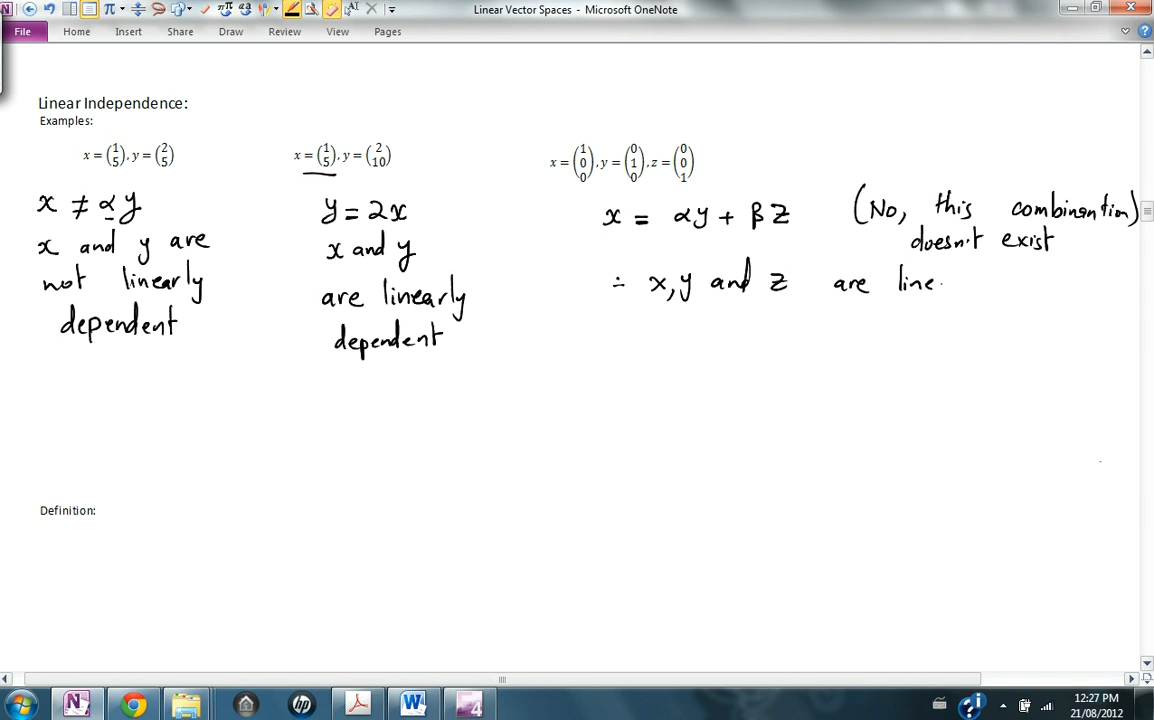 Linear Vector Spaces - Microsoft OneNote
File Home Insert Share Draw Review View Pages
Linear Independence:
Examples:
x = (1 5), y = (2 5)
x ≠ αy
x and y are
not linearly
dependent
x = (1 5), y = (2 10)
y = 2x
x and y
are linearly
dependent
x = (1 0 0), y = (0 1 0), z = (0 0 1)
x = αy + βz (No, this combinention)
doesn't exist
∴ x, y and z are line
Definition:
12:27 PM
21/08/2012